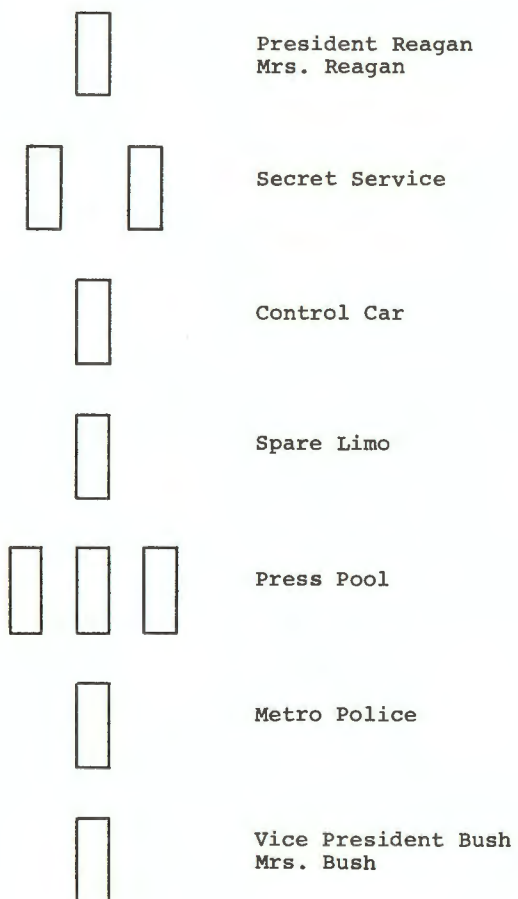 President Reagan
Mrs. Reagan
Secret Service
Control Car
Spare Limo
Press Pool
Metro Police
Vice President Bush
Mrs. Bush